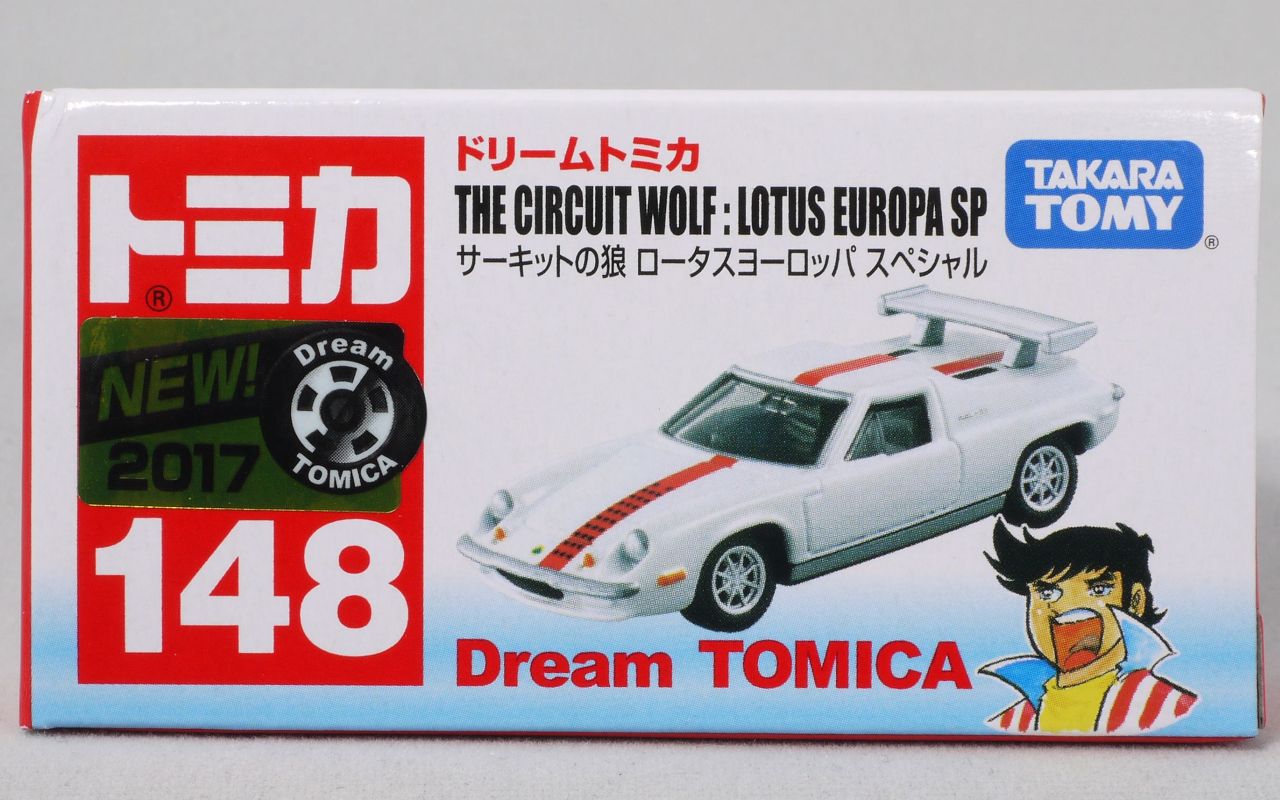 トミカ
®
NEW!
2017
Dream
TOMICA
148
ドリームトミカ
THE CIRCUIT WOLF : LOTUS EUROPA SP
サーキットの狼 ロータスヨーロッパ スペシャル
TAKARA
TOMY
®
Dream TOMICA